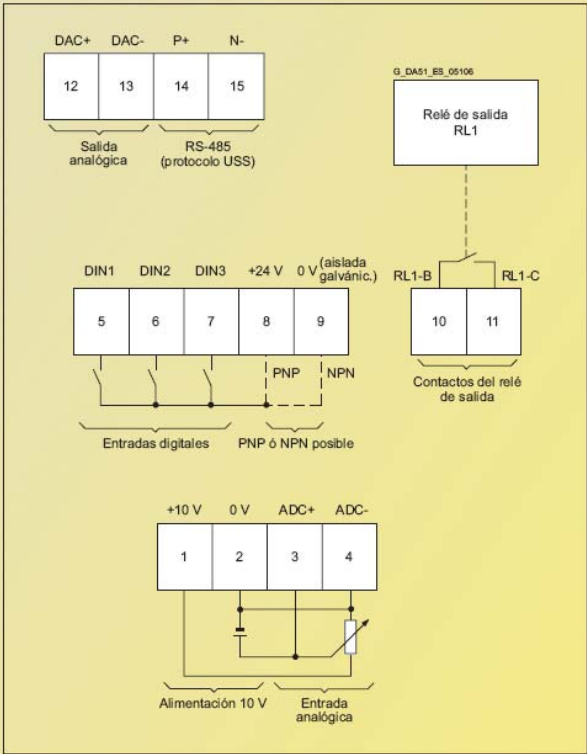 DAC+ DAC- P+ N-
12 13 14 15
Salida
analógica
RS-485
(protocolo USS)
G_DA51_ES_05106
Relé de salida
RL1
DIN1 DIN2 DIN3 +24 V 0 V (aislada
galvánic.)
5 6 7 8 9
PNP NPN
Entradas digitales PNP ó NPN posible
RL1-B RL1-C
10 11
Contactos del relé
de salida
+10 V 0 V ADC+ ADC-
1 2 3 4
Alimentación 10 V
Entrada
analógica